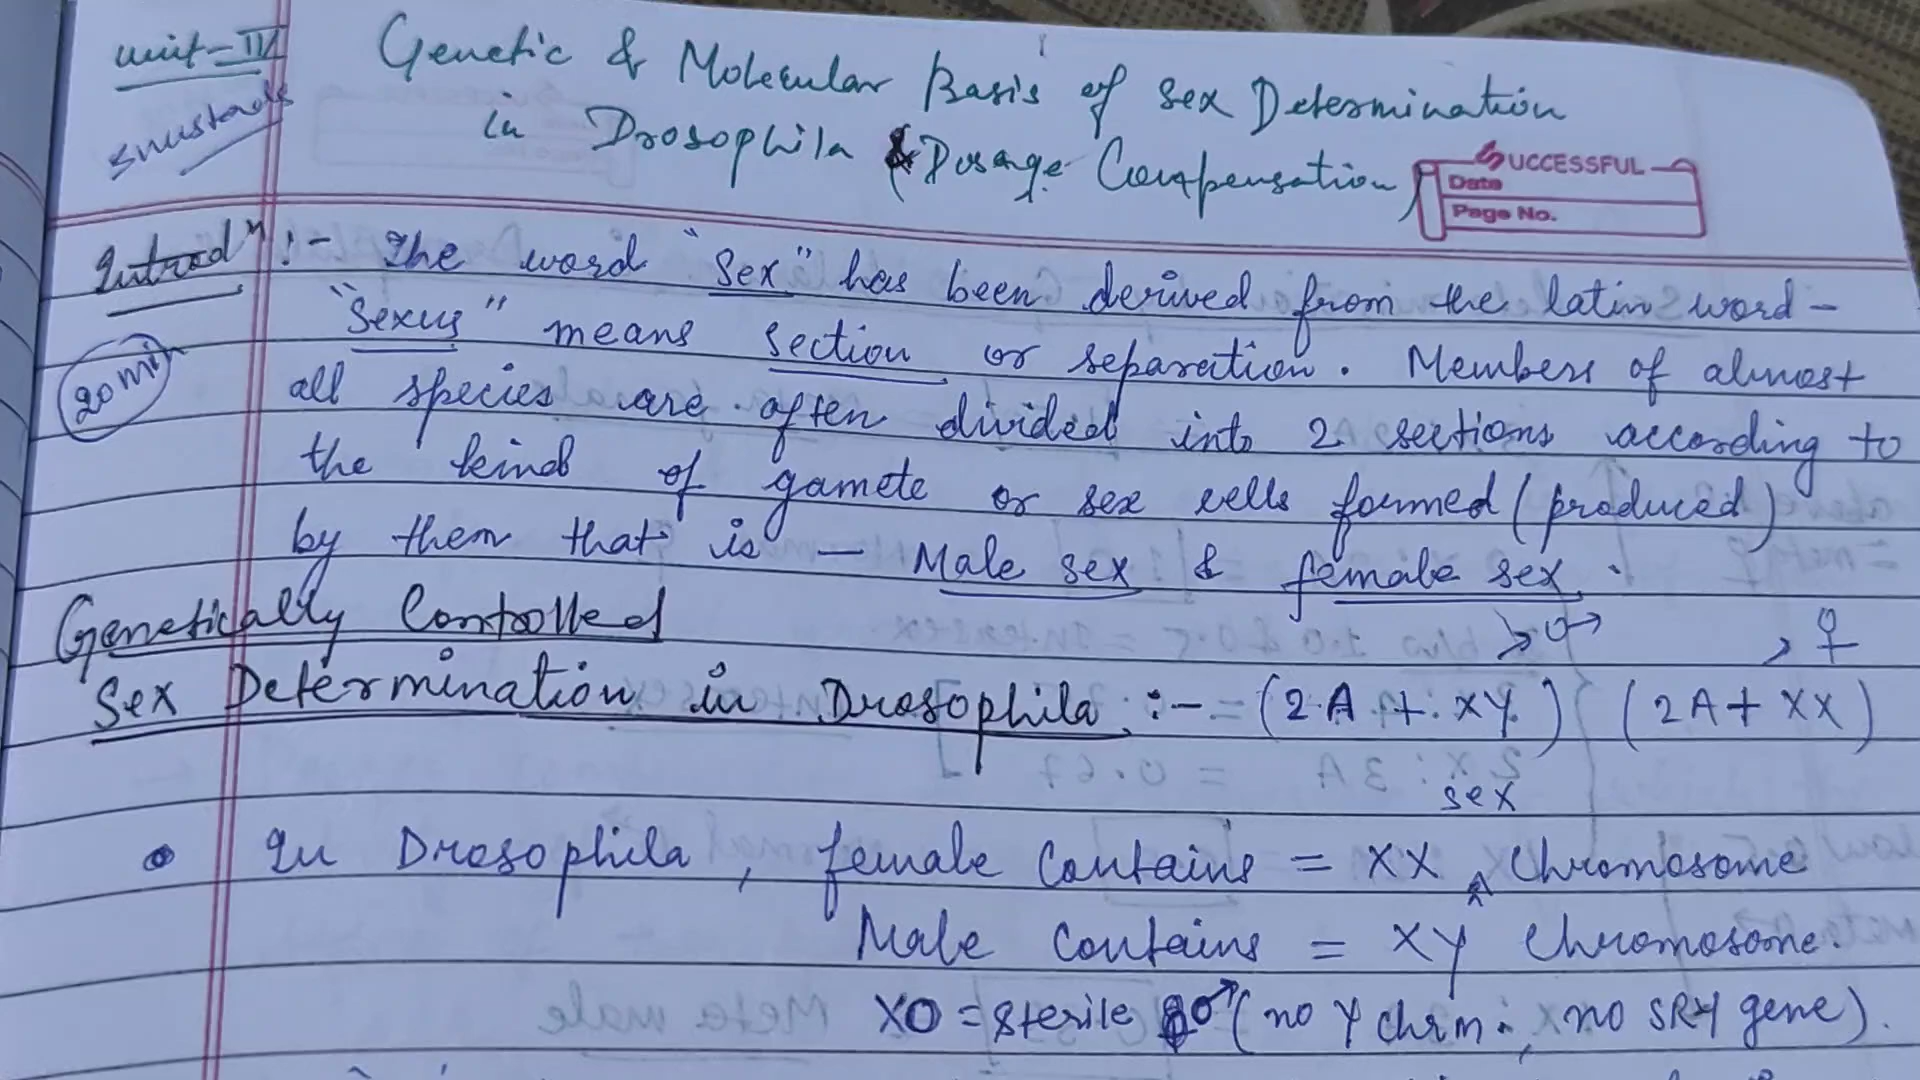 unit-IV
Genetic & Molecular Basis of Sex Determination
snustads
in Drosophila & Dosage Compensation
SUCCESSFUL
Date
Page No.
Introdn :- The word "Sex" has been derived from the latin word -
"Sexus" means section or separation. Members of almost
20 min
all species are often divided into 2 sections according to
the kind of gamete or sex cells formed (produced)
by them that is - Male sex & female sex.
Genetically Controlled
♂ , ♀
Sex Determination in Drosophila :- (2A + XY) (2A + XX)
sex
• In Drosophila, female Contains = XX ^ Chromosome
Male Contains = XY Chromosome.
XO = sterile ♂ (no Y chrm:, no SRY gene).